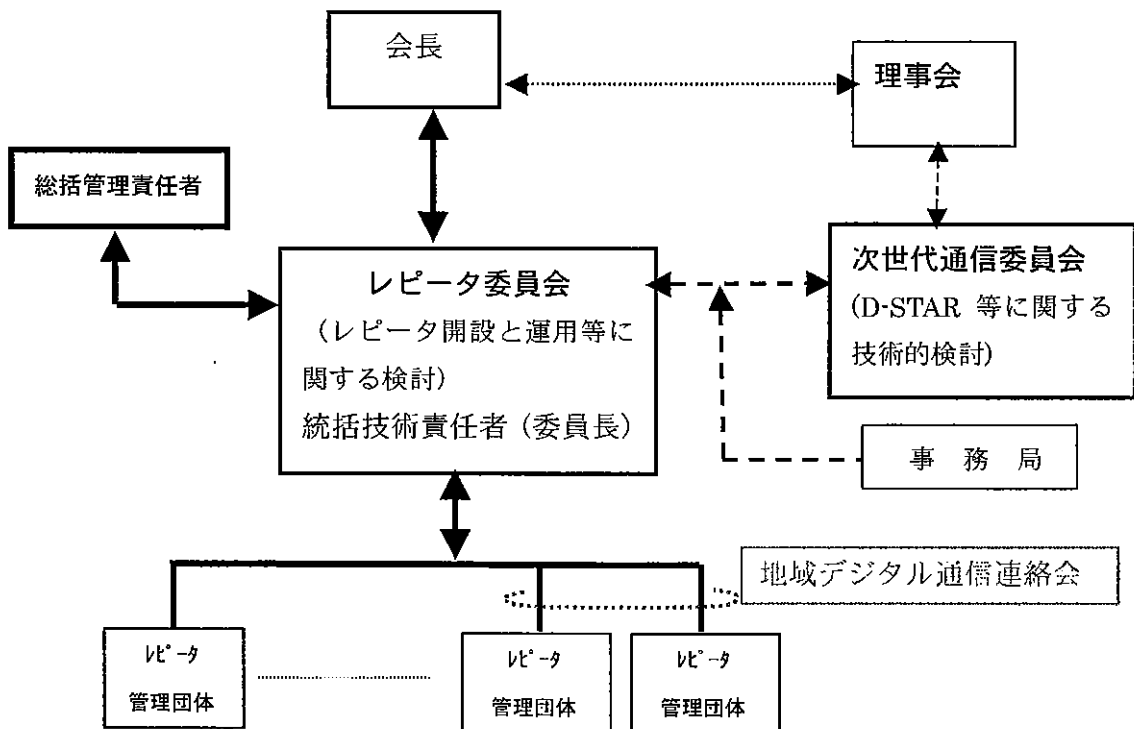 会長
理事会
総括管理責任者
レピータ委員会
（レピータ開設と運用等に
関する検討）
統括技術責任者（委員長）
次世代通信委員会
(D-STAR 等に関する
技術的検討)
事 務 局
地域デジタル通信連絡会
ﾚﾋﾟｰﾀ
管理団体
ﾚﾋﾟｰﾀ
管理団体
ﾚﾋﾟｰﾀ
管理団体